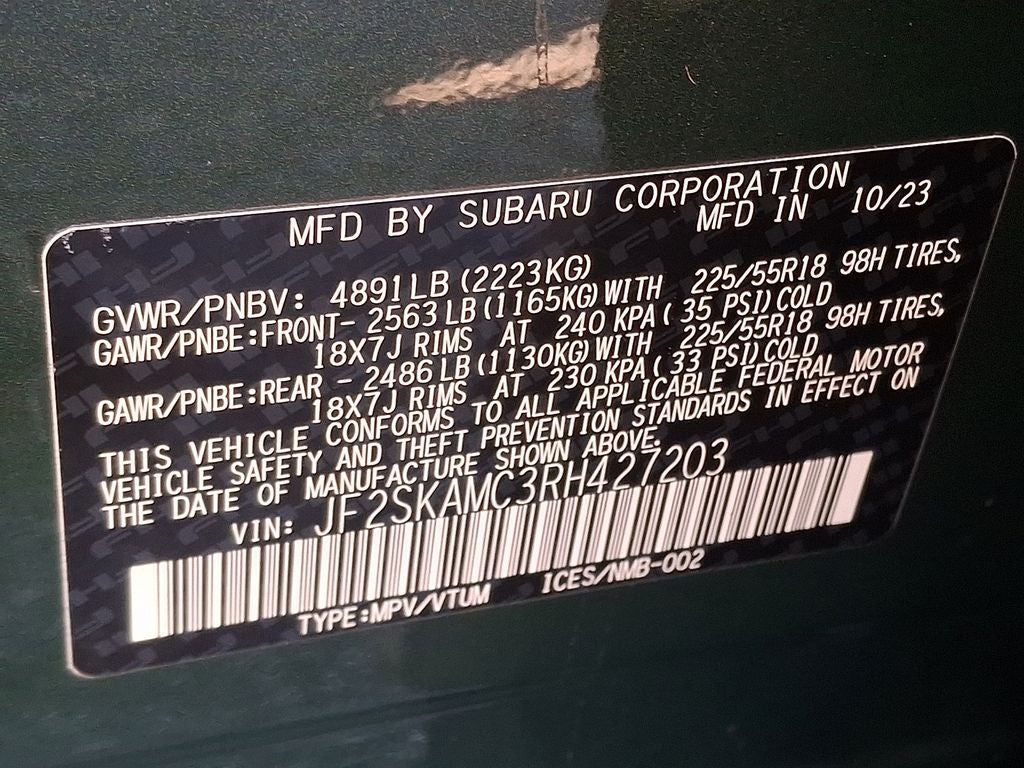 MFD BY SUBARU CORPORATION
MFD IN 10/23
GVWR/PNBV: 4891LB (2223KG)
GAWR/PNBE:FRONT- 2563 LB (1165KG) WITH 225/55R18 98H TIRES,
18X7J RIMS AT 240 KPA ( 35 PSI) COLD
GAWR/PNBE:REAR - 2486 LB (1130KG) WITH 225/55R18 98H TIRES,
18X7J RIMS AT 230 KPA ( 33 PSI) COLD
THIS VEHICLE CONFORMS TO ALL APPLICABLE FEDERAL MOTOR
VEHICLE SAFETY AND THEFT PREVENTION STANDARDS IN EFFECT ON
THE DATE OF MANUFACTURE SHOWN ABOVE.
VIN: JF2SKAMC3RH427203
TYPE:MPV/VTUM ICES/NMB-002